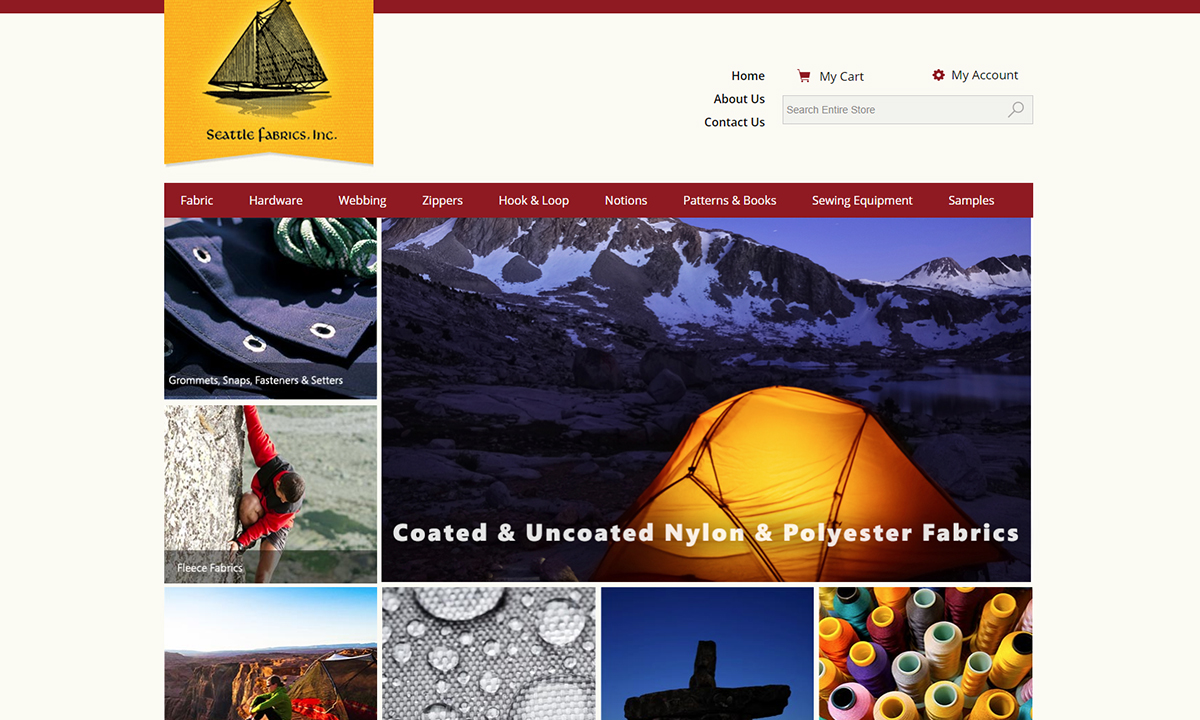 Seattle Fabrics, Inc.
Home
About Us
Contact Us
My Cart
My Account
Search Entire Store
Fabric
Hardware
Webbing
Zippers
Hook & Loop
Notions
Patterns & Books
Sewing Equipment
Samples
Grommets, Snaps, Fasteners & Setters
Coated & Uncoated Nylon & Polyester Fabrics
Fleece Fabrics